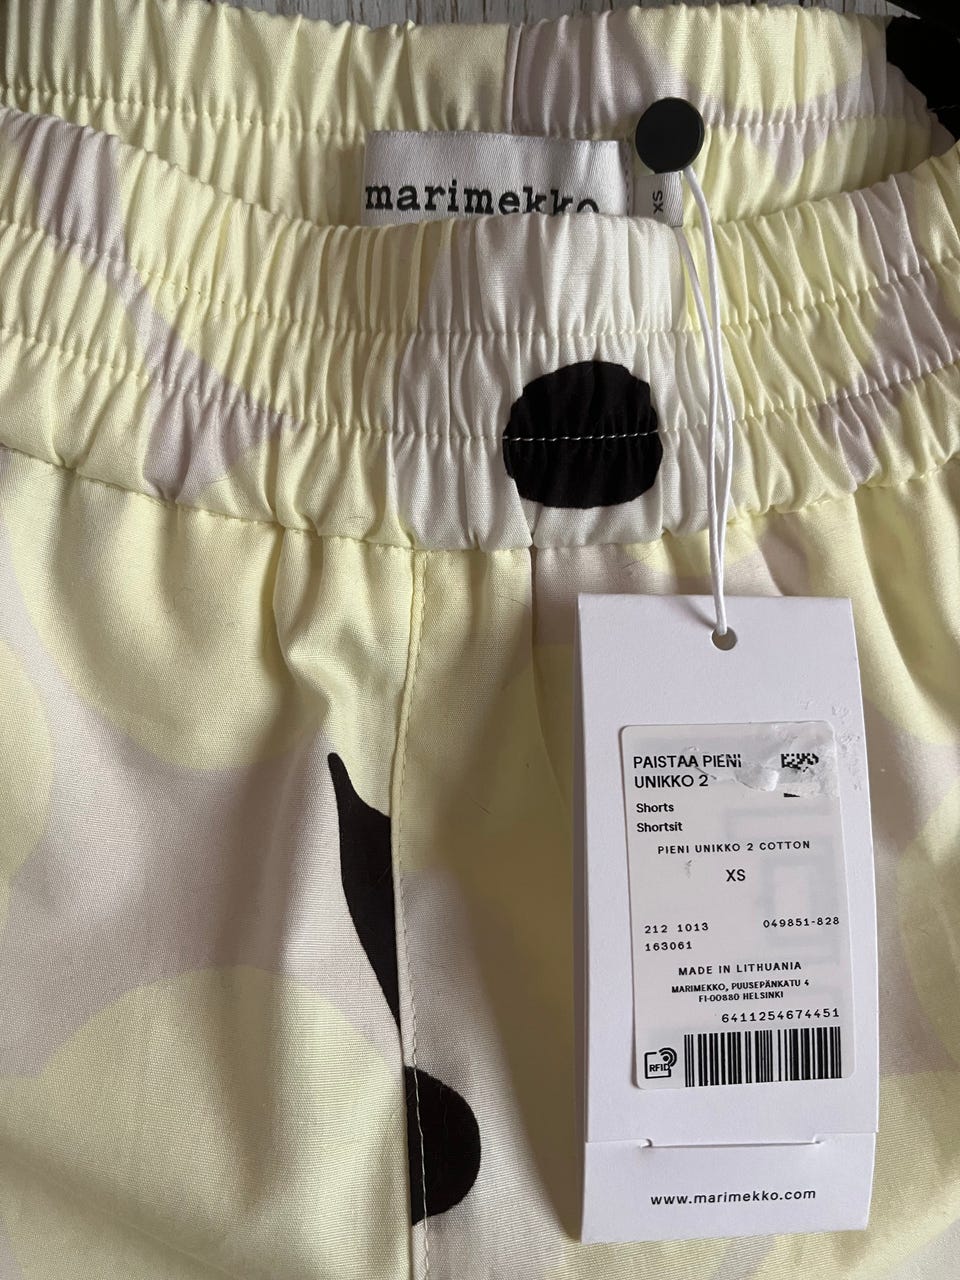 marimekko
XS
PAISTAA PIENI
UNIKKO 2
Shorts
Shortsit
PIENI UNIKKO 2 COTTON
XS
212 1013 049851-828
163061
MADE IN LITHUANIA
MARIMEKKO, PUUSEPÄNKATU 4
FI-00880 HELSINKI
6411254674451
RFID
www.marimekko.com